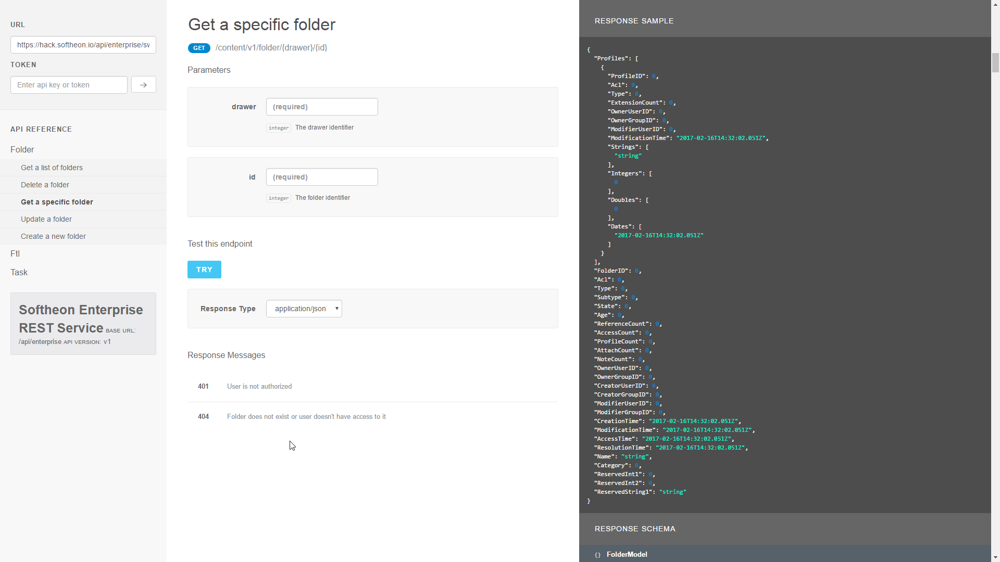 URL
https://hack.softheon.io/api/enterprise/sw
TOKEN
Enter api key or token
→
API REFERENCE
Folder
Get a list of folders
Delete a folder
Get a specific folder
Update a folder
Create a new folder
Ftl
Task
Softheon Enterprise
REST Service BASE URL:
/api/enterprise API VERSION: v1
Get a specific folder
GET /content/v1/folder/{drawer}/{id}
Parameters
drawer (required)
integer The drawer identifier
id (required)
integer The folder identifier
Test this endpoint
TRY
Response Type application/json
Response Messages
401 User is not authorized
404 Folder does not exist or user doesn't have access to it
RESPONSE SAMPLE
{
"Profiles": [
{
"ProfileID": 0,
"Acl": 0,
"Type": 0,
"ExtensionCount": 0,
"OwnerUserID": 0,
"OwnerGroupID": 0,
"ModifierUserID": 0,
"ModificationTime": "2017-02-16T14:32:02.051Z",
"Strings": [
"string"
],
"Integers": [
0
],
"Doubles": [
0
],
"Dates": [
"2017-02-16T14:32:02.051Z"
]
}
],
"FolderID": 0,
"Acl": 0,
"Type": 0,
"Subtype": 0,
"State": 0,
"Age": 0,
"ReferenceCount": 0,
"AccessCount": 0,
"ProfileCount": 0,
"AttachCount": 0,
"NoteCount": 0,
"OwnerUserID": 0,
"OwnerGroupID": 0,
"CreatorUserID": 0,
"CreatorGroupID": 0,
"ModifierUserID": 0,
"ModifierGroupID": 0,
"CreationTime": "2017-02-16T14:32:02.051Z",
"ModificationTime": "2017-02-16T14:32:02.051Z",
"AccessTime": "2017-02-16T14:32:02.051Z",
"ResolutionTime": "2017-02-16T14:32:02.051Z",
"Name": "string",
"Category": 0,
"ReservedInt1": 0,
"ReservedInt2": 0,
"ReservedString1": "string"
}
RESPONSE SCHEMA
{} FolderModel